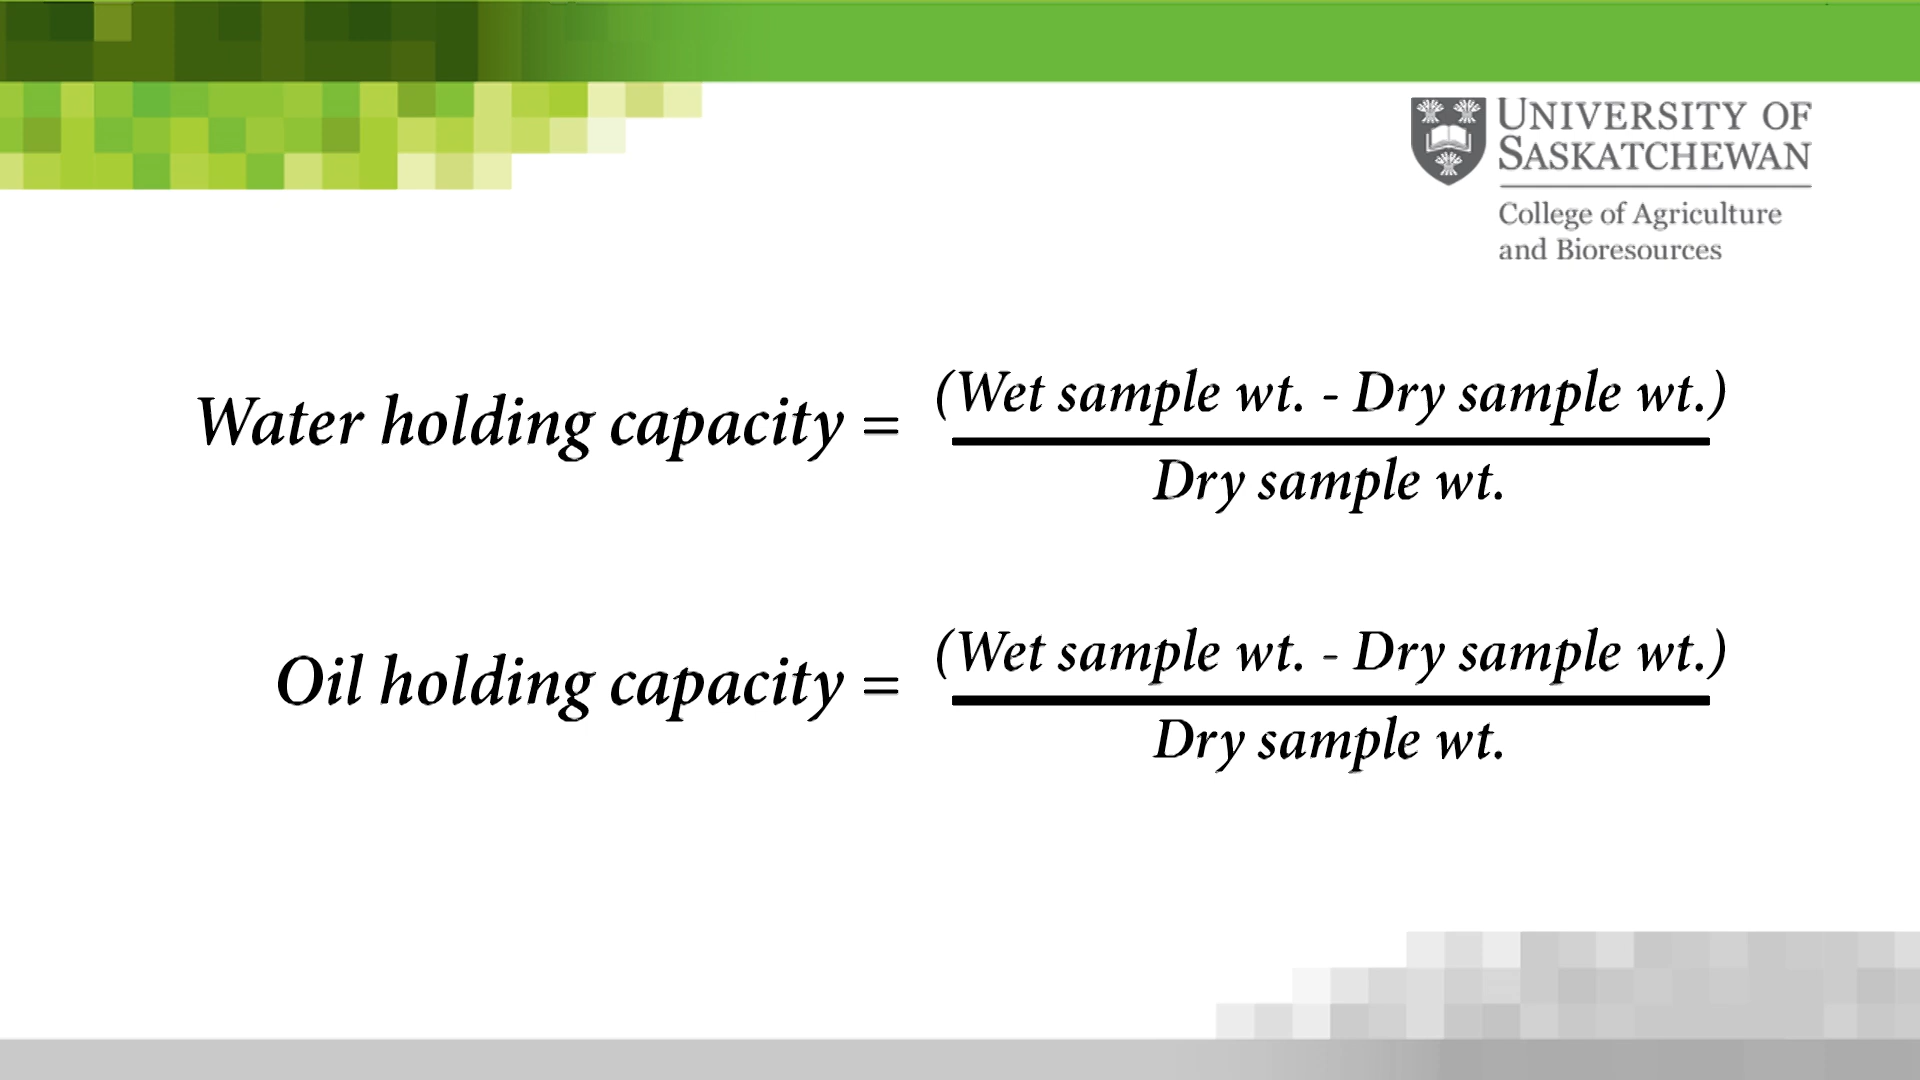 UNIVERSITY OF
SASKATCHEWAN
College of Agriculture
and Bioresources
Water holding capacity = (Wet sample wt. - Dry sample wt.)
Dry sample wt.
Oil holding capacity = (Wet sample wt. - Dry sample wt.)
Dry sample wt.